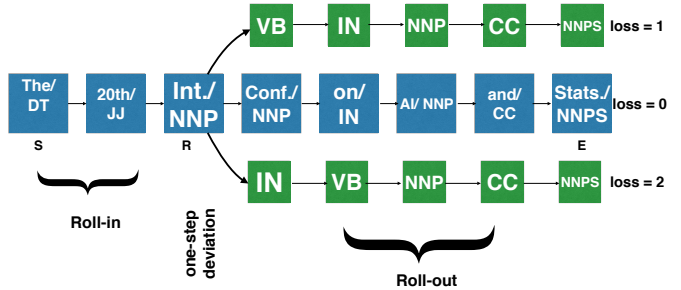 VB IN NNP CC NNPS loss = 1
The/ DT
20th/ JJ
Int./ NNP
Conf./ NNP
on/ IN
AI/ NNP
and/ CC
Stats./ NNPS
loss = 0
S R E
IN VB NNP CC NNPS loss = 2
Roll-in
one-step
deviation
Roll-out